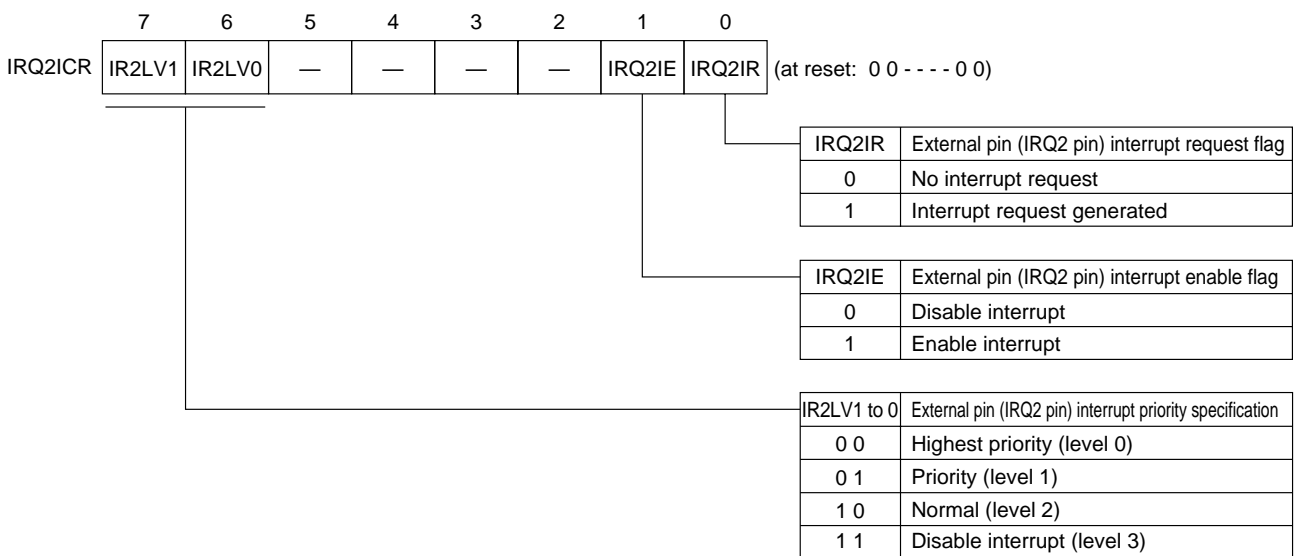 7 6 5 4 3 2 1 0
IRQ2ICR IR2LV1 IR2LV0 — — — — IRQ2IE IRQ2IR (at reset: 0 0 - - - - 0 0)
IRQ2IR External pin (IRQ2 pin) interrupt request flag
0 No interrupt request
1 Interrupt request generated
IRQ2IE External pin (IRQ2 pin) interrupt enable flag
0 Disable interrupt
1 Enable interrupt
IR2LV1 to 0 External pin (IRQ2 pin) interrupt priority specification
0 0 Highest priority (level 0)
0 1 Priority (level 1)
1 0 Normal (level 2)
1 1 Disable interrupt (level 3)